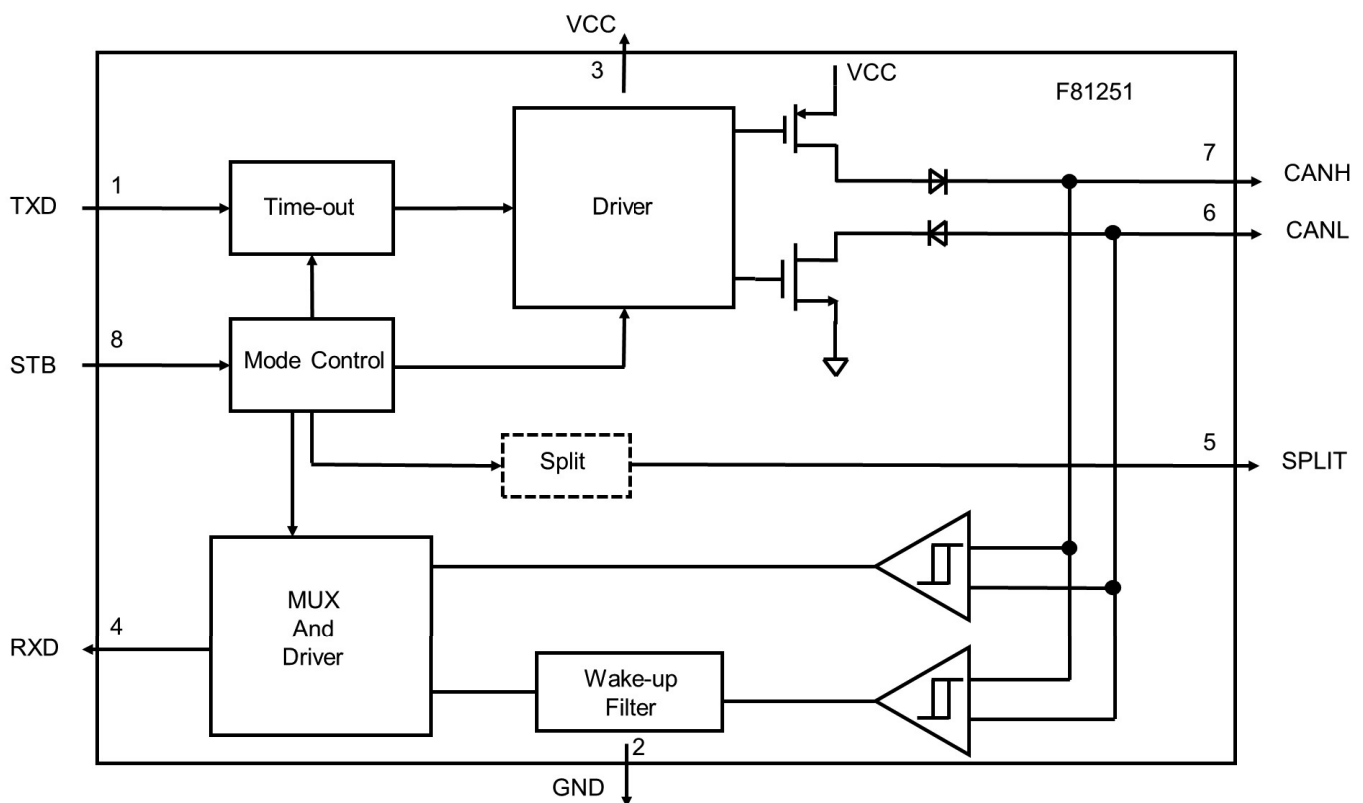 VCC
3
VCC
F81251
7
CANH
1
TXD
Time-out
Driver
6
CANL
8
STB
Mode Control
5
Split
SPLIT
MUX
And
Driver
4
RXD
Wake-up
Filter
2
GND